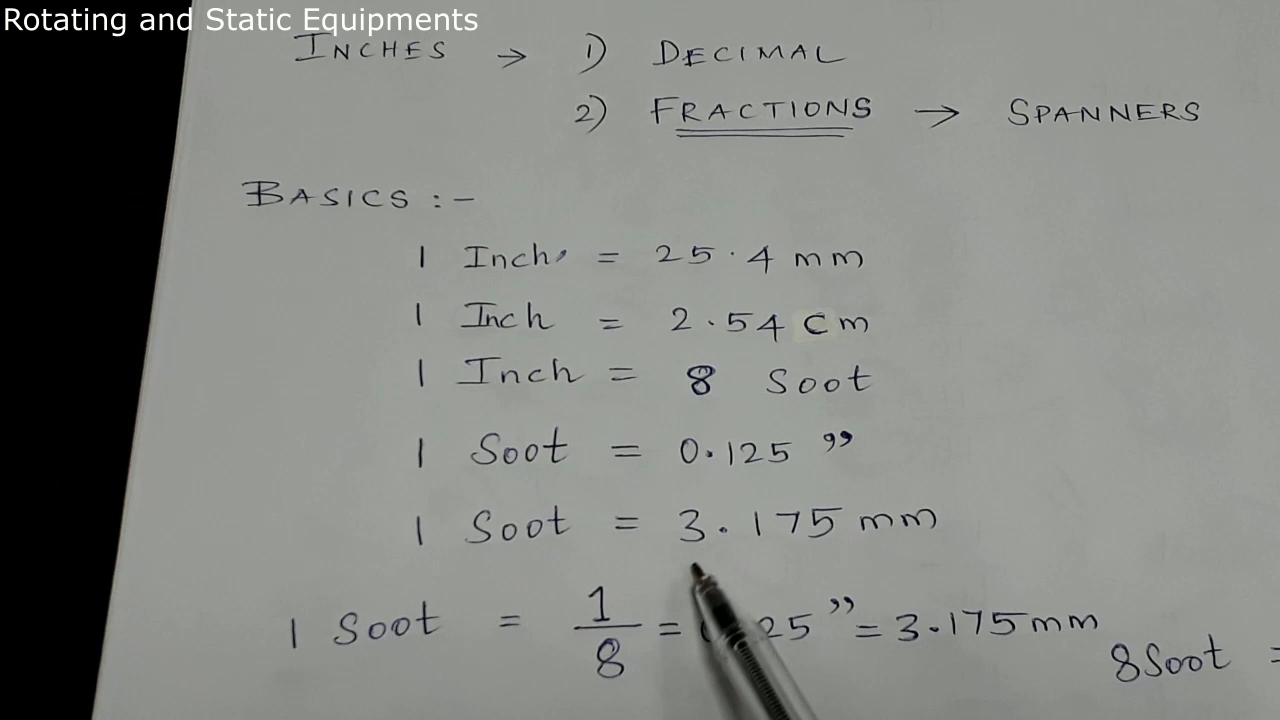 Rotating and Static Equipments
INCHES → 1) DECIMAL
2) FRACTIONS → SPANNERS
BASICS :-
1 Inch = 25.4 mm
1 Inch = 2.54 cm
1 Inch = 8 Soot
1 Soot = 0.125 ”
1 Soot = 3.175 mm
1 Soot = 1/8 = 25 ” = 3.175 mm
8 Soot =